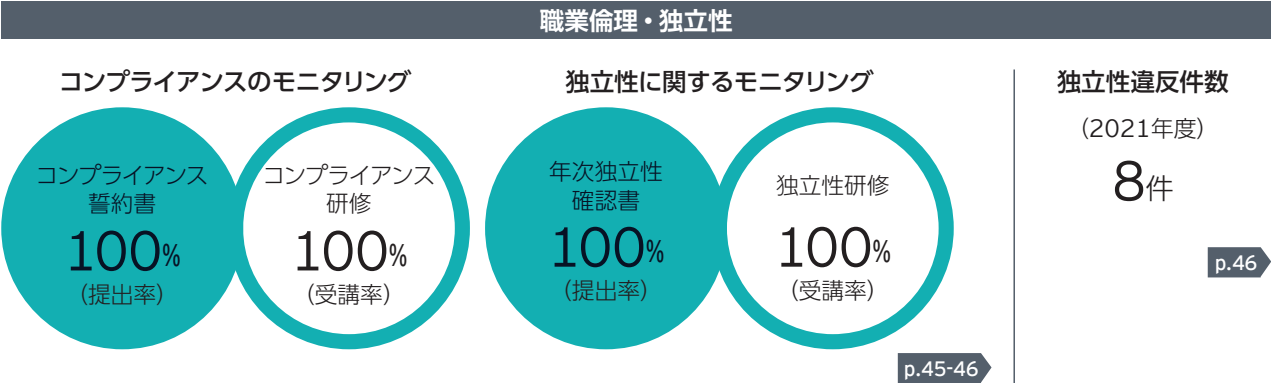 職業倫理・独立性
コンプライアンスのモニタリング
コンプライアンス
誓約書
100%
(提出率)
コンプライアンス
研修
100%
(受講率)
独立性に関するモニタリング
年次独立性
確認書
100%
(提出率)
独立性研修
100%
(受講率)
p.45-46
独立性違反件数
(2021年度)
8件
p.46